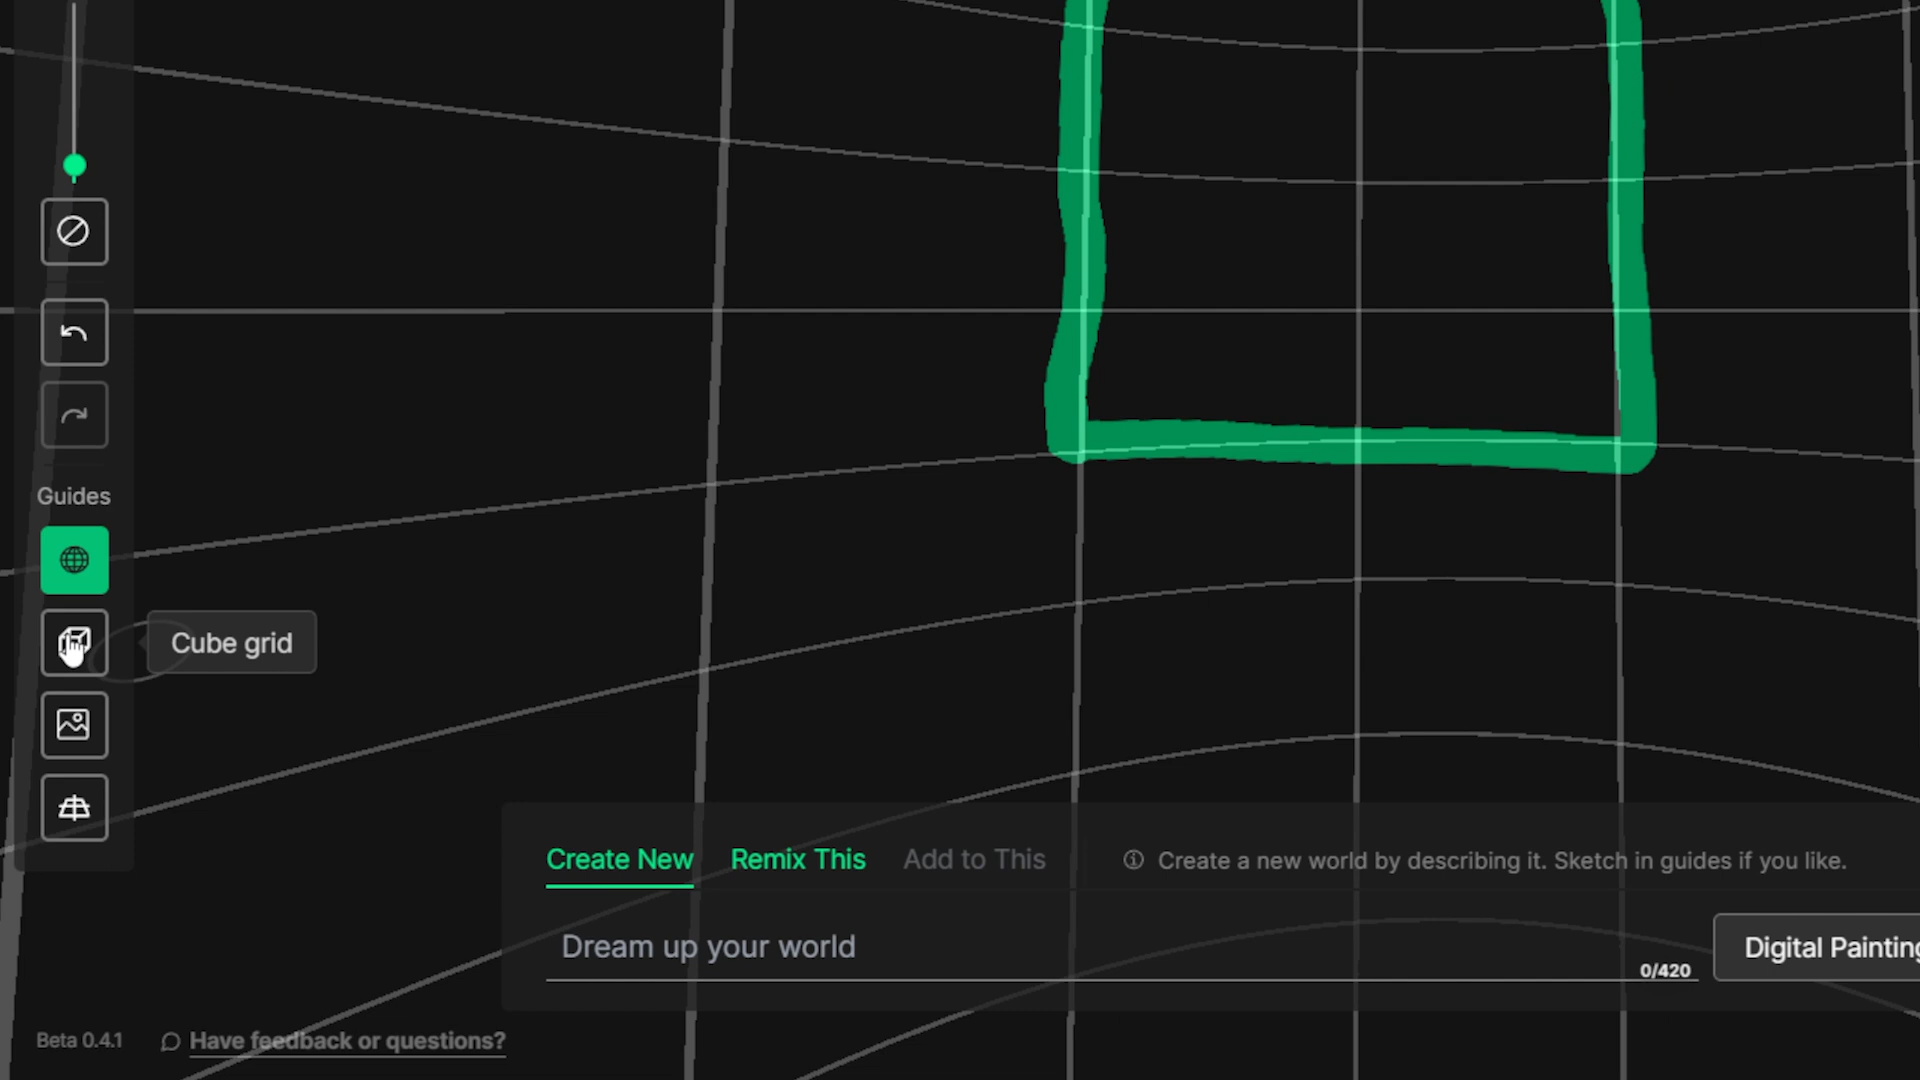 Guides
Cube grid
Create New Remix This Add to This Create a new world by describing it. Sketch in guides if you like.
Dream up your world
0/420
Digital Painting
Beta 0.4.1 Have feedback or questions?